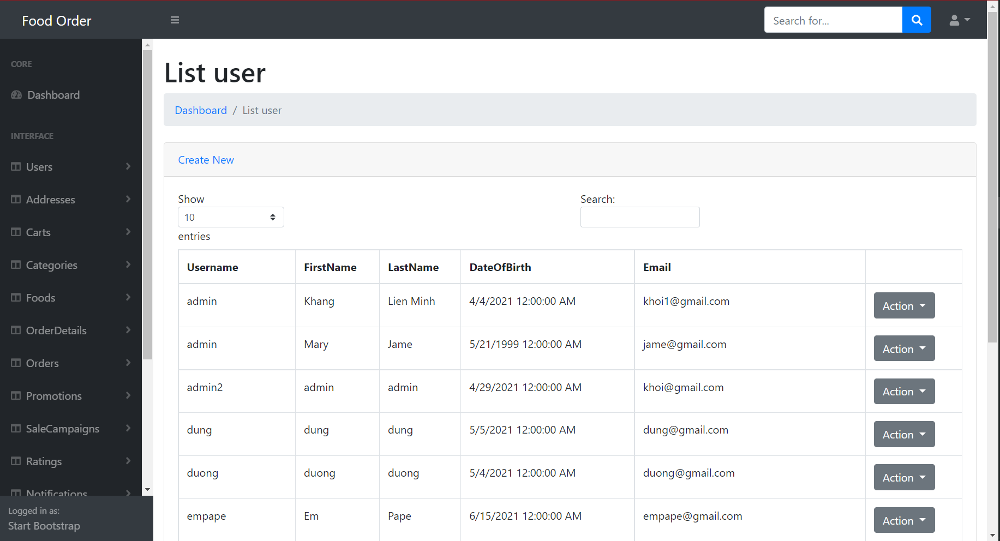 Food Order
Search for...
CORE
Dashboard
INTERFACE
Users
Addresses
Carts
Categories
Foods
OrderDetails
Orders
Promotions
SaleCampaigns
Ratings
Notifications
Logged in as:
Start Bootstrap
List user
Dashboard / List user
Create New
Show
10
entries
Search:
Username FirstName LastName DateOfBirth Email
admin Khang Lien Minh 4/4/2021 12:00:00 AM khoi1@gmail.com Action
admin Mary Jame 5/21/1999 12:00:00 AM jame@gmail.com Action
admin2 admin admin 4/29/2021 12:00:00 AM khoi@gmail.com Action
dung dung dung 5/5/2021 12:00:00 AM dung@gmail.com Action
duong duong duong 5/4/2021 12:00:00 AM duong@gmail.com Action
empape Em Pape 6/15/2021 12:00:00 AM empape@gmail.com Action